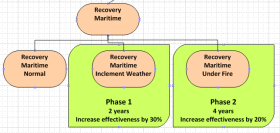 Recovery
Maritime
Recovery
Maritime
Normal
Recovery
Maritime
Inclement Weather
Recovery
Maritime
Under Fire
Phase 1
2 years
Increase effectiveness by 30%
Phase 2
4 years
Increase effectiveness by 20%